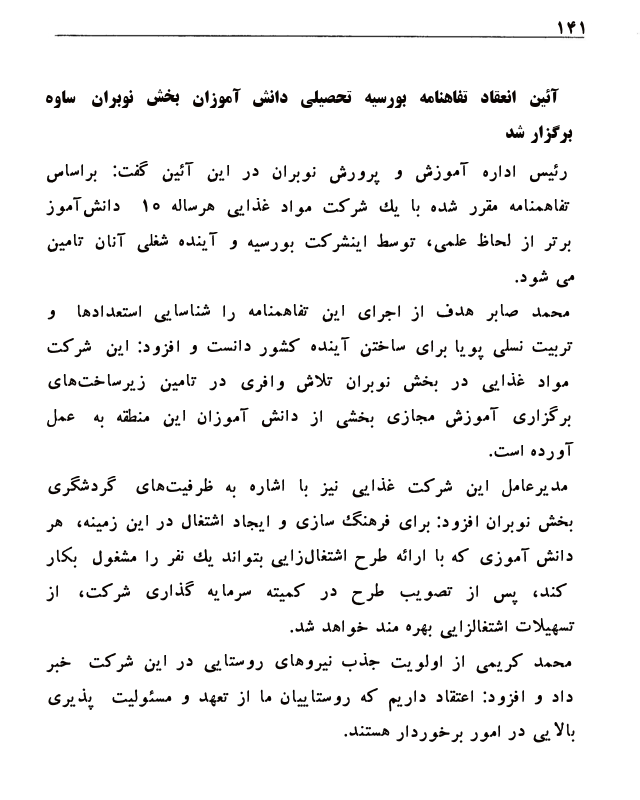 ۱۴۱
آئین انعقاد تفاهنامه بورسیه تحصیلی دانش آموزان بخش نوبران ساوه
برگزار شد
رئیس اداره آموزش و پرورش نوبران در این آئین گفت: براساس
تفاهمنامه مقرر شده با یك شرکت مواد غذایی هرساله ۱۵ دانش‌آموز
برتر از لحاظ علمی، توسط اینشرکت بورسیه و آینده شغلی آنان تامین
می شود.
محمد صابر هدف از اجرای این تفاهمنامه را شناسایی استعدادها و
تربیت نسلی پویا برای ساختن آینده کشور دانست و افزود: این شرکت
مواد غذایی در بخش نوبران تلاش وافری در تامین زیرساخت‌های
برگزاری آموزش مجازی بخشی از دانش آموزان این منطقه به عمل
آورده است.
مدیرعامل این شرکت غذایی نیز با اشاره به ظرفیت‌های گردشگری
بخش نوبران افزود: برای فرهنگ سازی و ایجاد اشتغال در این زمینه، هر
دانش آموزی که با ارائه طرح اشتغال‌زایی بتواند یك نفر را مشغول بکار
کند، پس از تصویب طرح در کمیته سرمایه گذاری شرکت، از
تسهیلات اشتغالزایی بهره مند خواهد شد.
محمد کریمی از اولویت جذب نیروهای روستایی در این شرکت خبر
داد و افزود: اعتقاد داریم که روستاییان ما از تعهد و مسئولیت پذیری
بالایی در امور برخوردار هستند.